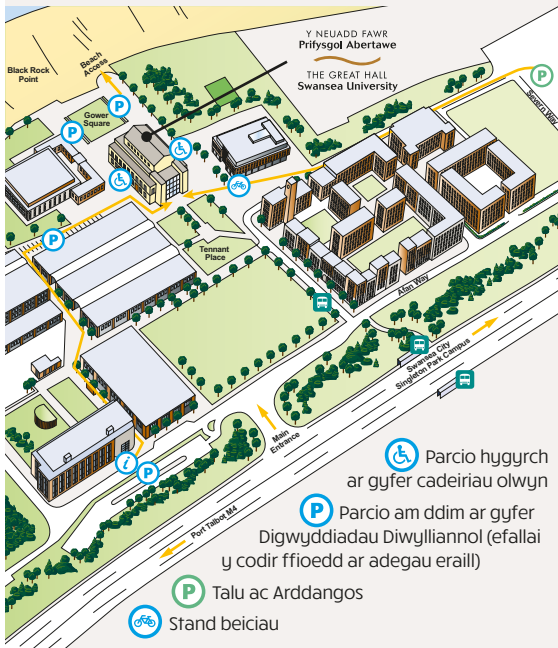 Y NEUADD FAWR
Prifysgol Abertawe
THE GREAT HALL
Swansea University
Black Rock
Point
Beach
Access
P
P
Gower
Square
P
Severn Way
P
Tennant
Place
Afan Way
Swansea City
Singleton Park Campus
Main
Entrance
i
P
Port Talbot M4
Parcio hygyrch
ar gyfer cadeiriau olwyn
P Parcio am ddim ar gyfer
Digwyddiadau Diwylliannol (efallai
y codir ffioedd ar adegau eraill)
P Talu ac Arddangos
Stand beiciau